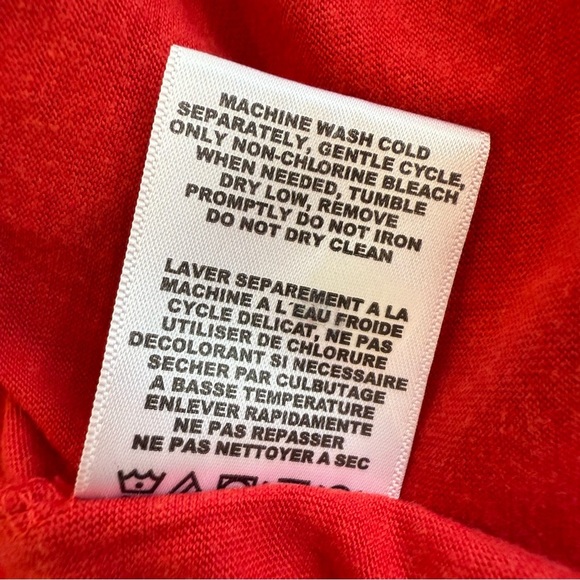 MACHINE WASH COLD
SEPARATELY, GENTLE CYCLE,
ONLY NON-CHLORINE BLEACH
WHEN NEEDED, TUMBLE
DRY LOW, REMOVE
PROMPTLY DO NOT IRON
DO NOT DRY CLEAN
LAVER SEPAREMENT A LA
MACHINE A L´EAU FROIDE
CYCLE DELICAT, NE PAS
UTILISER DE CHLORURE
DECOLORANT SI NECESSAIRE
SECHER PAR CULBUTAGE
A BASSE TEMPERATURE
ENLEVER RAPIDAMENTE
NE PAS REPASSER
NE PAS NETTOYER A SEC